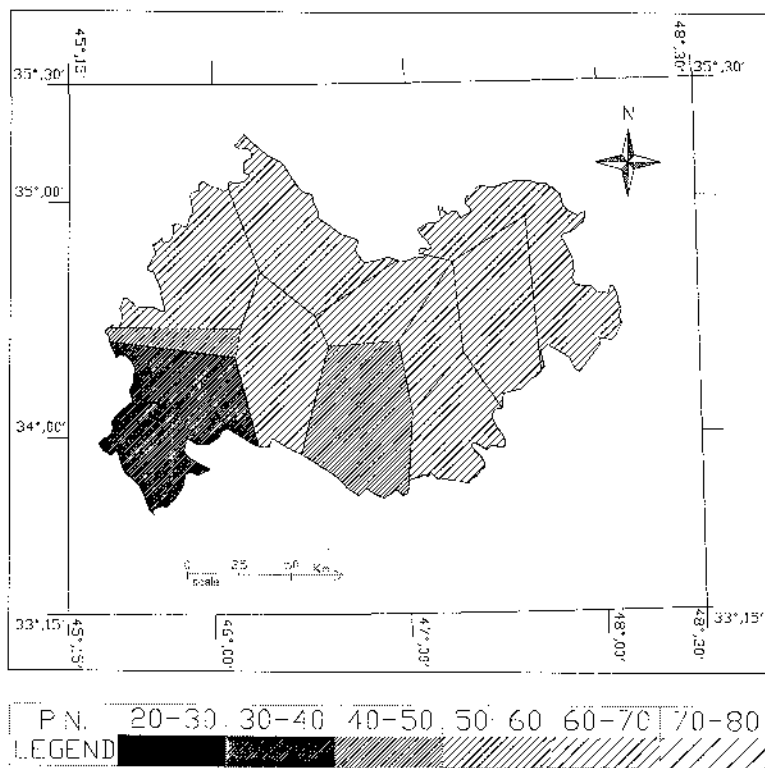 45°,15' 48°,30'
35°,30' 35°,30'
N
35°,00'
34°,00'
0 25 50 Km
scale
33°,15' 33°,15'
45°,15' 46°,00' 47°,00' 48°,00' 48°,30'
P.N. 20-30 30-40 40-50 50-60 60-70 70-80
LEGEND